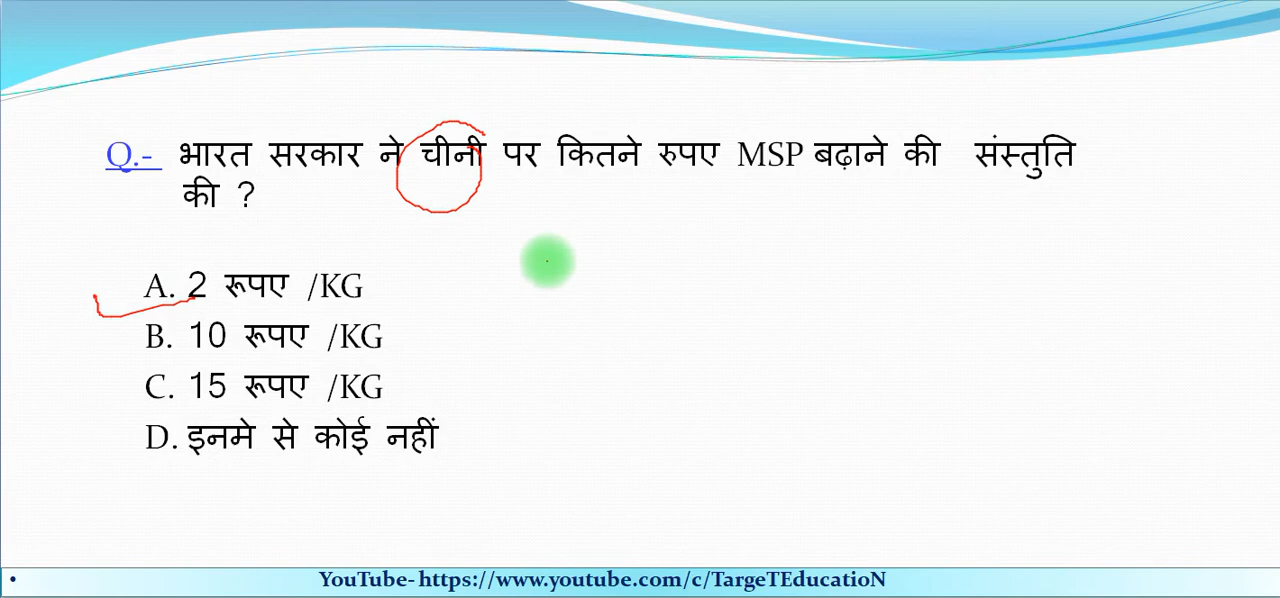 Q.- भारत सरकार ने चीनी पर कितने रुपए MSP बढ़ाने की संस्तुति
की ?
A. 2 रूपए /KG
B. 10 रूपए /KG
C. 15 रूपए /KG
D. इनमे से कोई नहीं
• YouTube- https://www.youtube.com/c/TargeTEducatioN